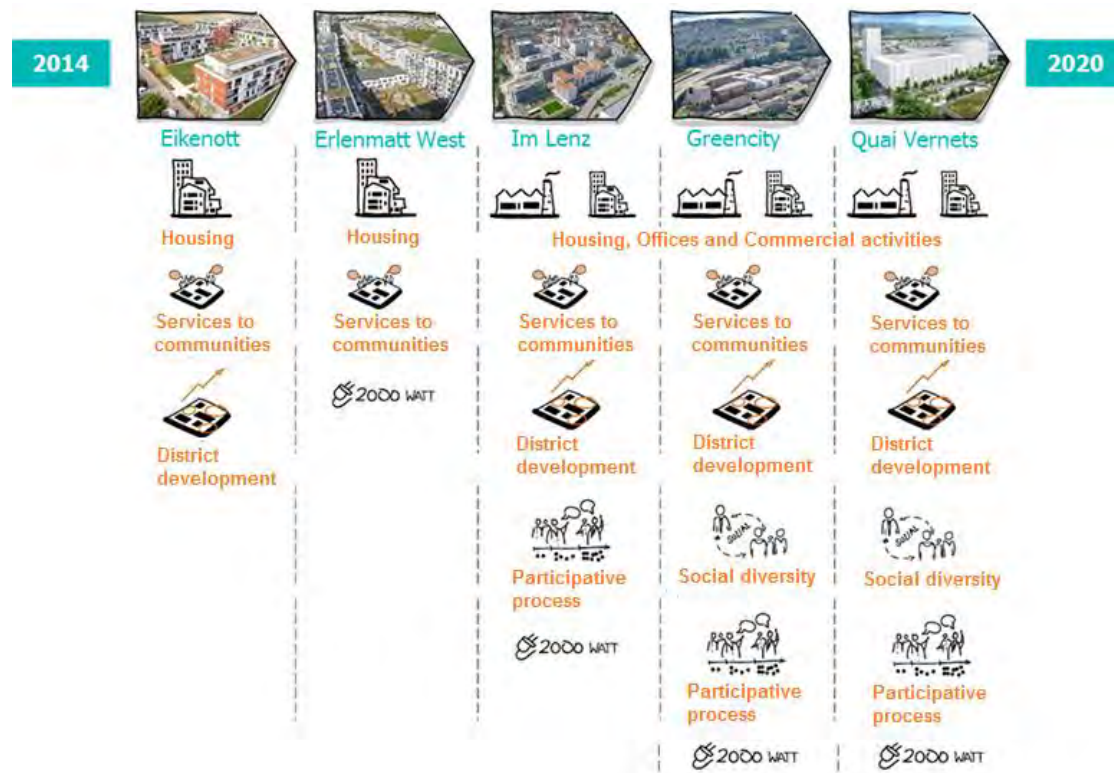 2014
2020
Eikenott
Erlenmatt West
Im Lenz
Greencity
Quai Vernets
Housing
Housing
Housing, Offices and Commercial activities
Services to
communities
Services to
communities
Services to
communities
Services to
communities
Services to
communities
District
development
2000 WATT
District
development
District
development
District
development
Participative
process
SOCIAL
Social diversity
SOCIAL
Social diversity
2000 WATT
Participative
process
Participative
process
2000 WATT
2000 WATT